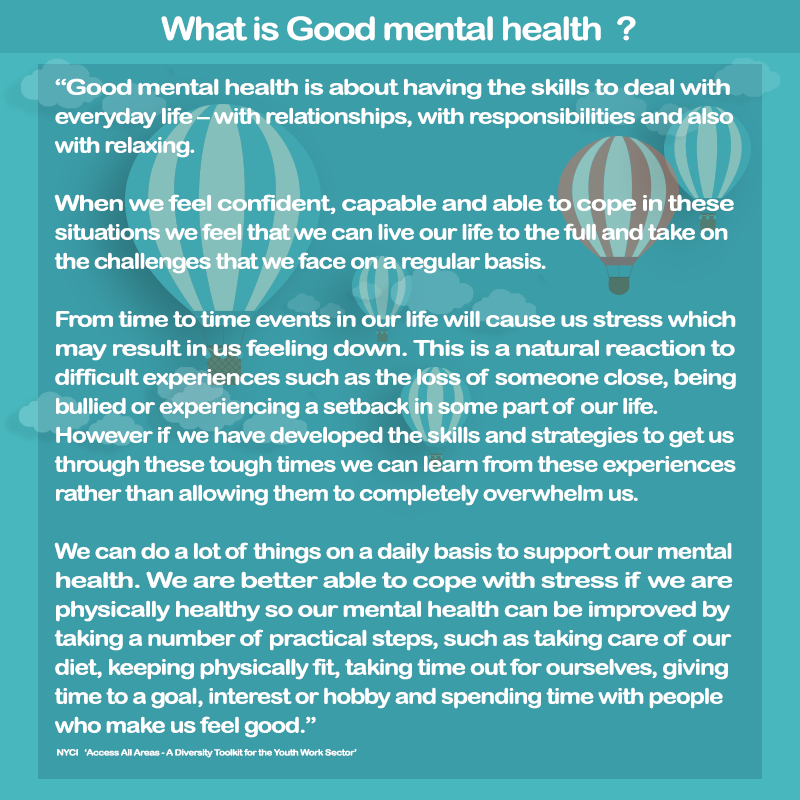 What is Good mental health ?
“Good mental health is about having the skills to deal with
everyday life – with relationships, with responsibilities and also
with relaxing.
When we feel confident, capable and able to cope in these
situations we feel that we can live our life to the full and take on
the challenges that we face on a regular basis.
From time to time events in our life will cause us stress which
may result in us feeling down. This is a natural reaction to
difficult experiences such as the loss of someone close, being
bullied or experiencing a setback in some part of our life.
However if we have developed the skills and strategies to get us
through these tough times we can learn from these experiences
rather than allowing them to completely overwhelm us.
We can do a lot of things on a daily basis to support our mental
health. We are better able to cope with stress if we are
physically healthy so our mental health can be improved by
taking a number of practical steps, such as taking care of our
diet, keeping physically fit, taking time out for ourselves, giving
time to a goal, interest or hobby and spending time with people
who make us feel good.”
NYCI 'Access All Areas - A Diversity Toolkit for the Youth Work Sector'